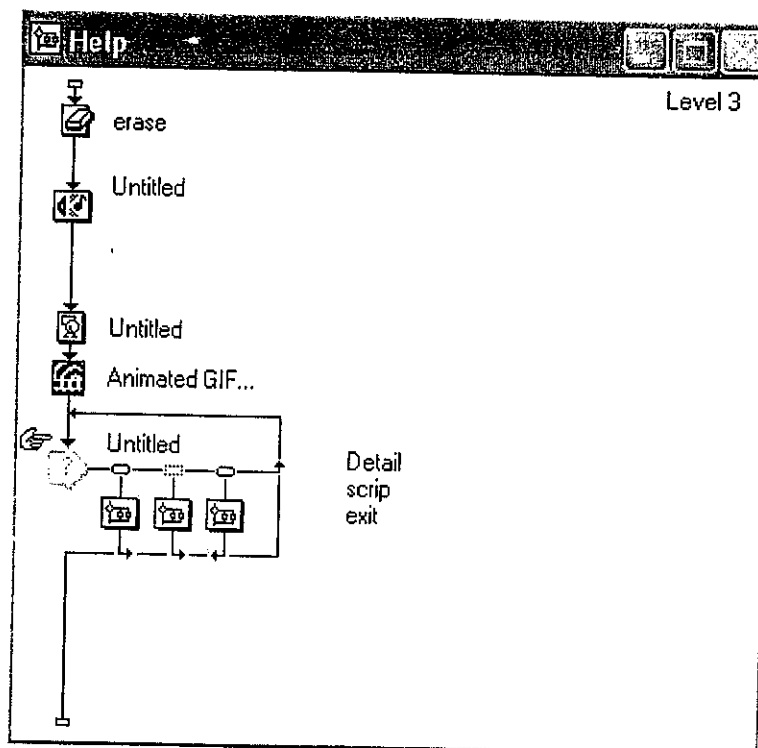 Help
Level 3
erase
Untitled
Untitled
Animated GIF...
Untitled
Detail
scrip
exit